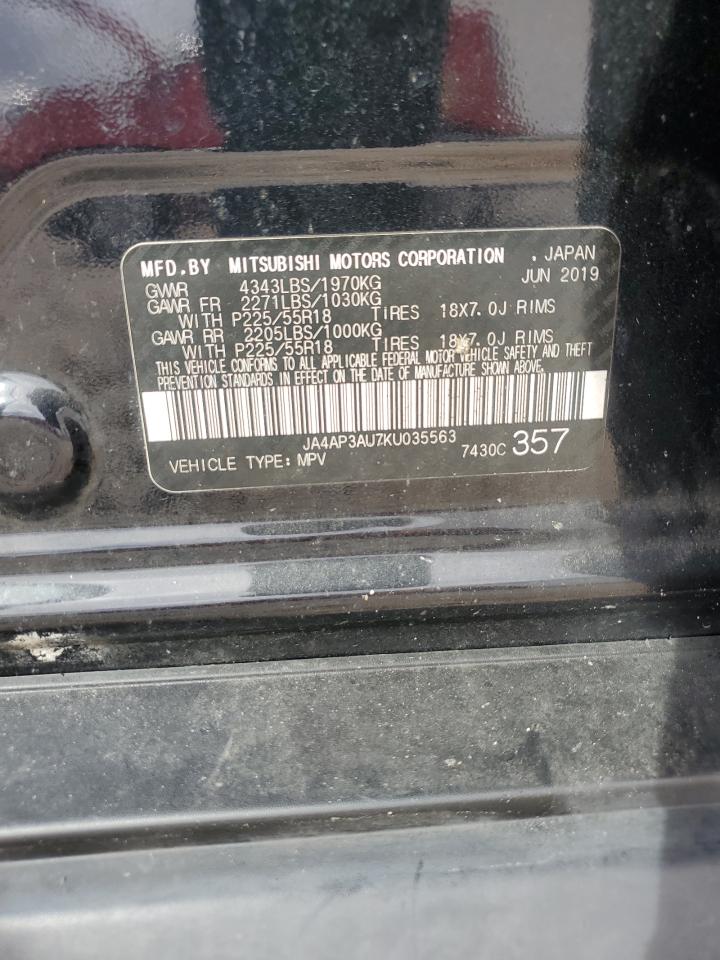 MFD.BY MITSUBISHI MOTORS CORPORATION . JAPAN
GVWR 4343LBS/1970KG JUN 2019
GAWR FR 2271LBS/1030KG
WITH P225/55R18 TIRES 18X7.0J RIMS
GAWR RR 2205LBS/1000KG
WITH P225/55R18 TIRES 18X7.0J RIMS
THIS VEHICLE CONFORMS TO ALL APPLICABLE FEDERAL MOTOR VEHICLE SAFETY AND THEFT
PREVENTION STANDARDS IN EFFECT ON THE DATE OF MANUFACTURE SHOWN ABOVE.
JA4AP3AU7KU035563
VEHICLE TYPE: MPV 7430C 357